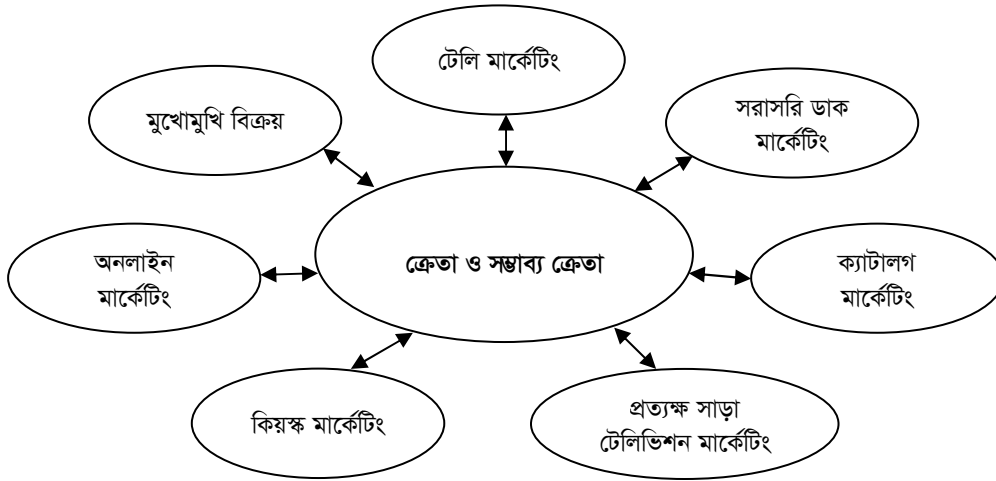 টেলি মার্কেটিং
মুখোমুখি বিক্রয়
সরাসরি ডাক
মার্কেটিং
অনলাইন
মার্কেটিং
ক্রেতা ও সম্ভাব্য ক্রেতা
ক্যাটালগ
মার্কেটিং
কিয়স্ক মার্কেটিং
প্রত্যক্ষ সাড়া
টেলিভিশন মার্কেটিং